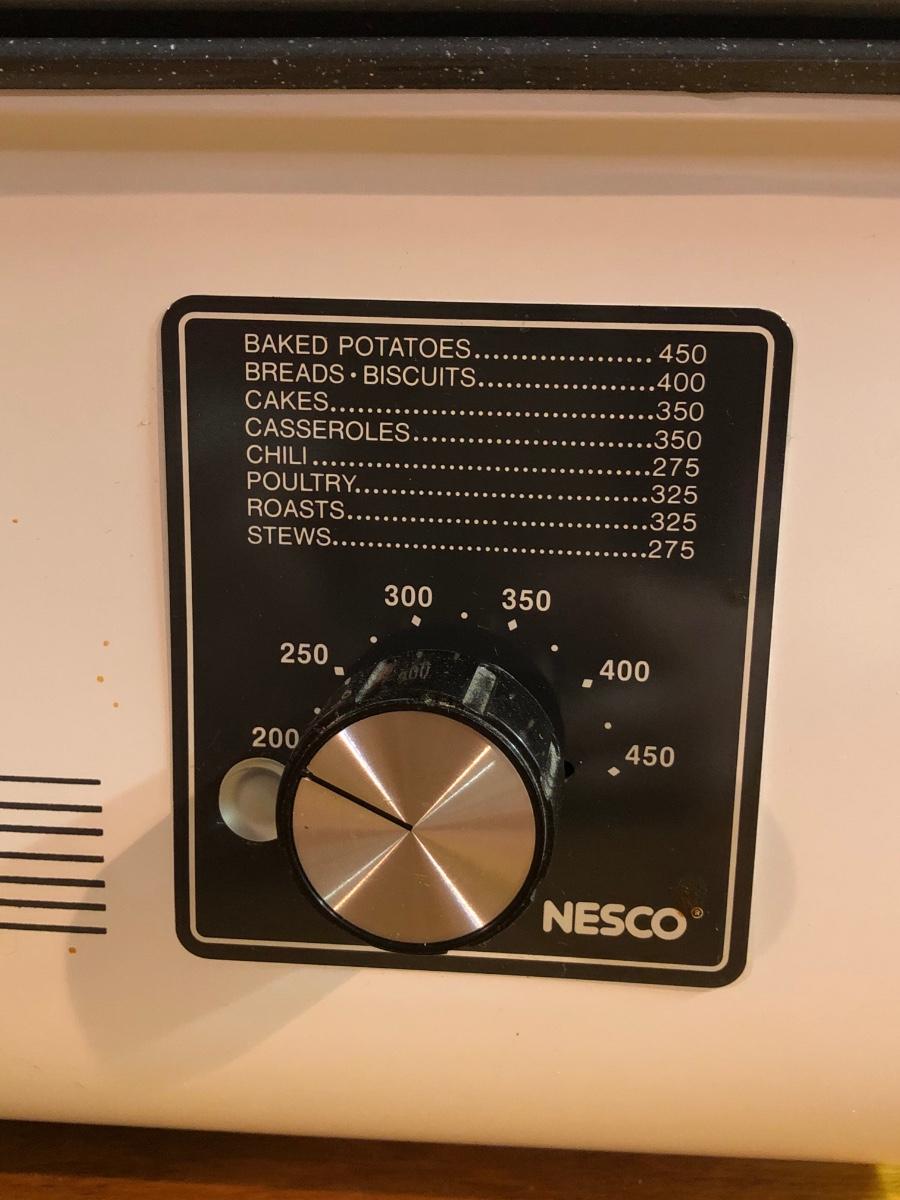 BAKED POTATOES.................... 450
BREADS • BISCUITS....................400
CAKES....................................350
CASSEROLES...........................350
CHILI ......................................275
POULTRY.................................325
ROASTS..................................325
STEWS...................................275
300 350
250 400
200 450
NESCO®